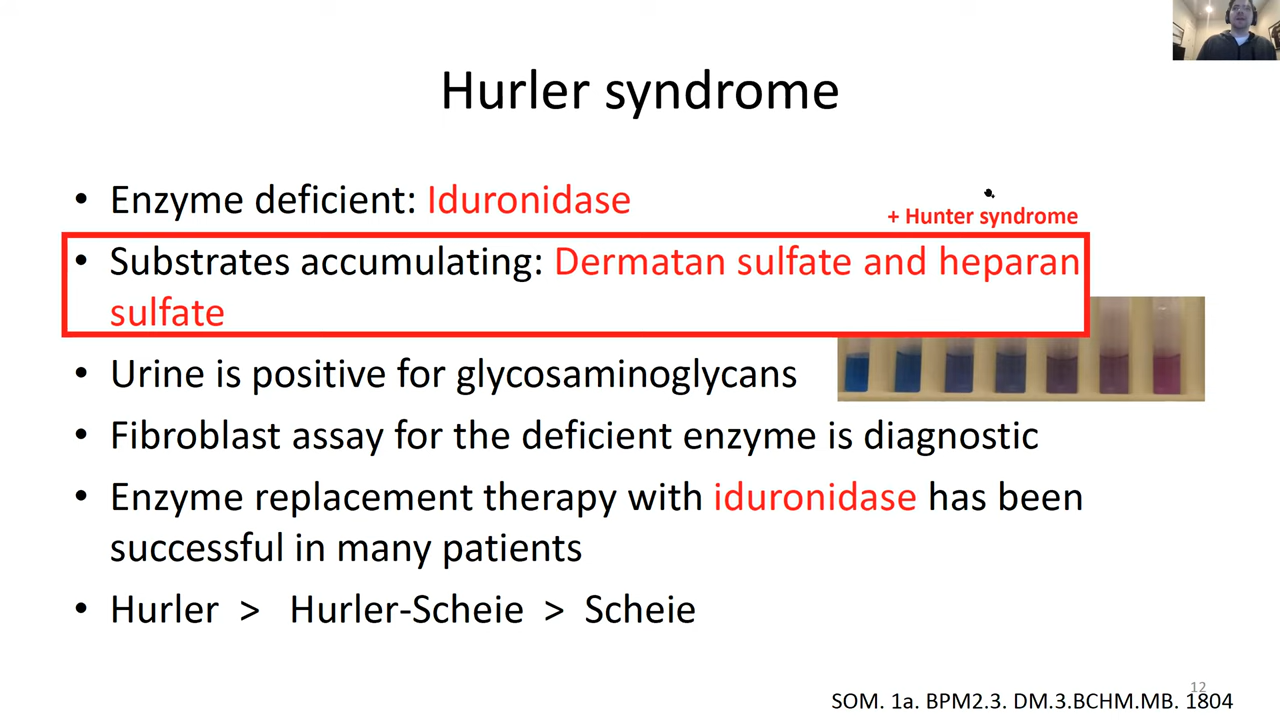 Hurler syndrome
• Enzyme deficient: Iduronidase
+ Hunter syndrome
• Substrates accumulating: Dermatan sulfate and heparan
sulfate
• Urine is positive for glycosaminoglycans
• Fibroblast assay for the deficient enzyme is diagnostic
• Enzyme replacement therapy with iduronidase has been
successful in many patients
• Hurler > Hurler-Scheie > Scheie
12
SOM. 1a. BPM2.3. DM.3.BCHM.MB. 1804